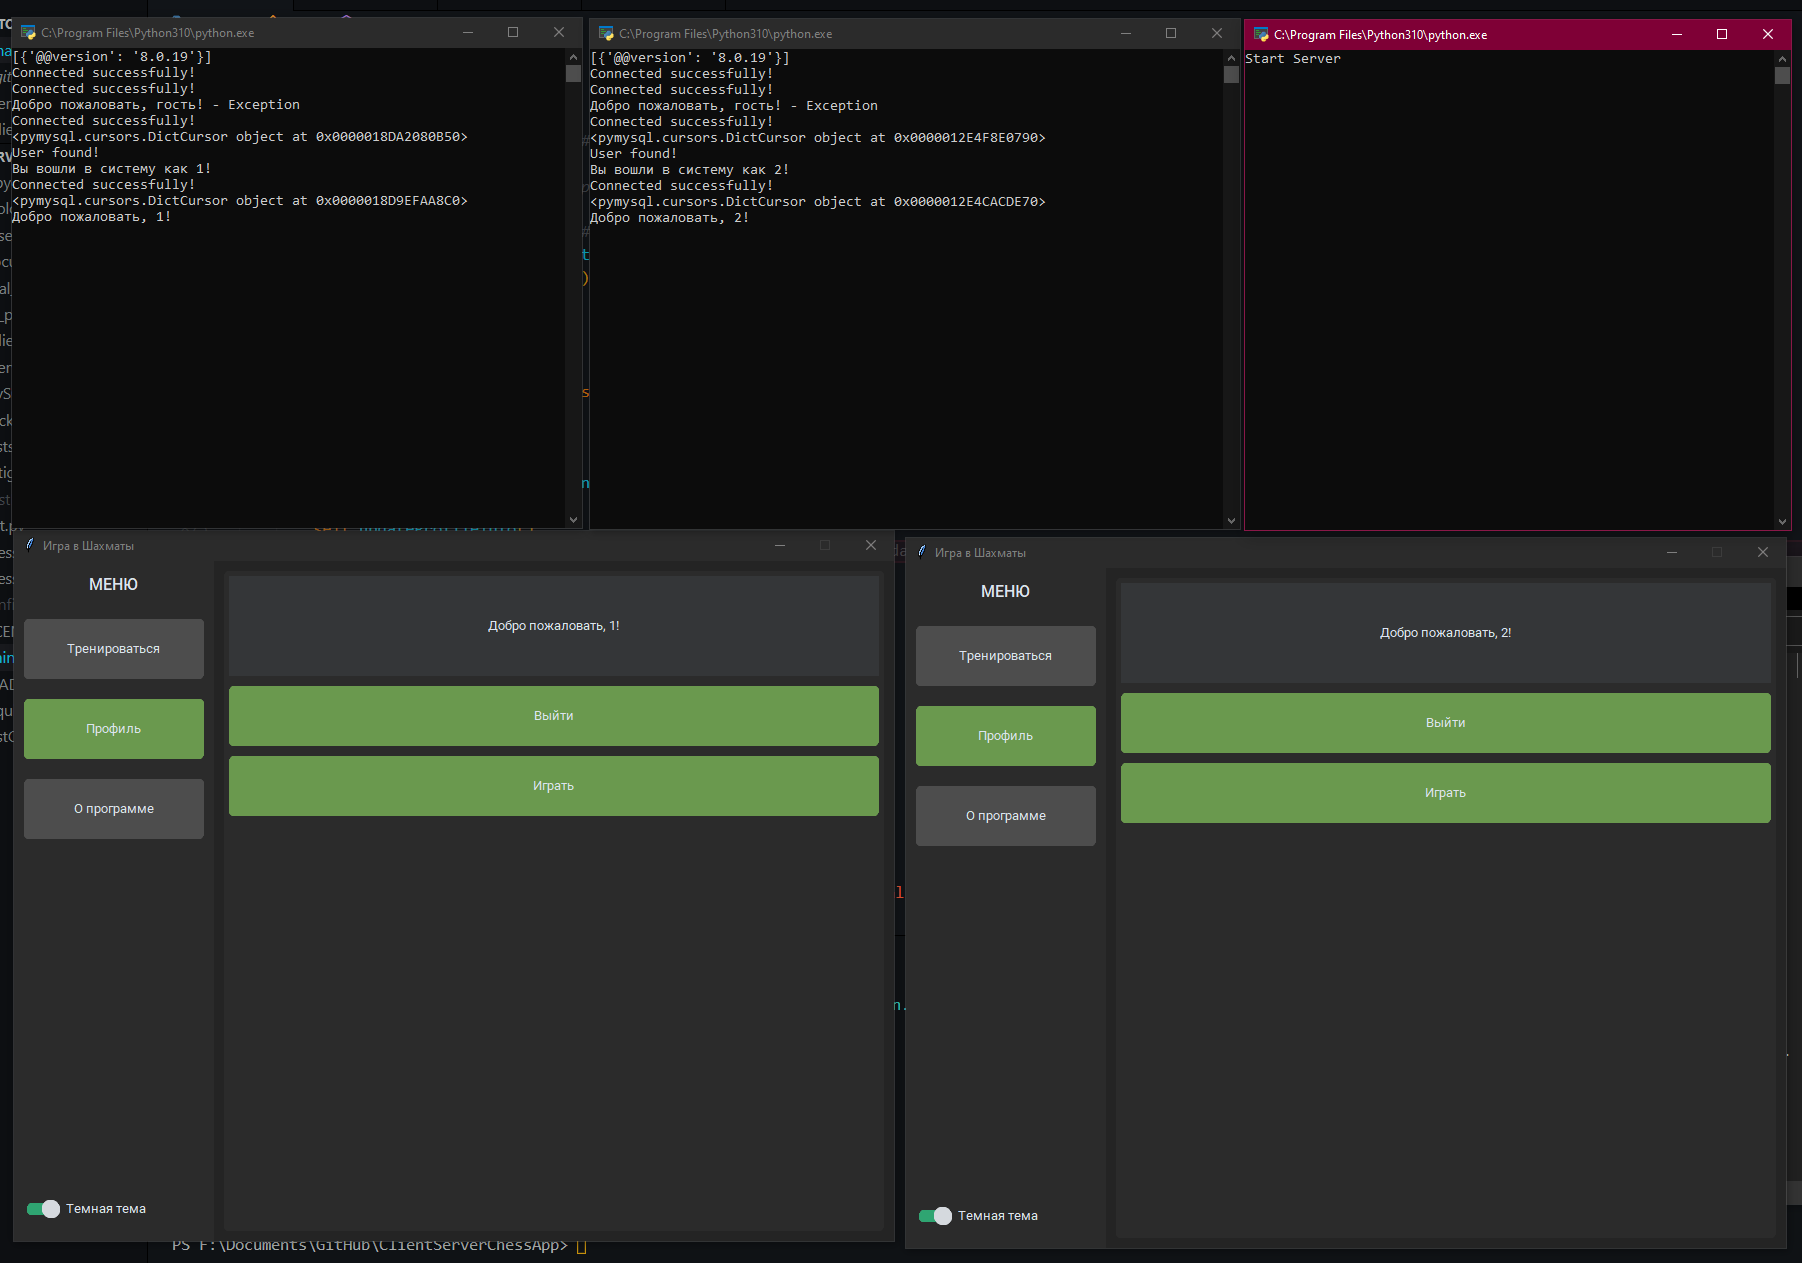 C:\Program Files\Python310\python.exe
[{'@@version': '8.0.19'}]
Connected successfully!
Connected successfully!
Добро пожаловать, гость! - Exception
Connected successfully!
<pymysql.cursors.DictCursor object at 0x0000018DA2080B50>
User found!
Вы вошли в систему как 1!
Connected successfully!
<pymysql.cursors.DictCursor object at 0x0000018D9EFAA8C0>
Добро пожаловать, 1!
C:\Program Files\Python310\python.exe
[{'@@version': '8.0.19'}]
Connected successfully!
Connected successfully!
Добро пожаловать, гость! - Exception
Connected successfully!
<pymysql.cursors.DictCursor object at 0x0000012E4F8E0790>
User found!
Вы вошли в систему как 2!
Connected successfully!
<pymysql.cursors.DictCursor object at 0x0000012E4CACDE70>
Добро пожаловать, 2!
C:\Program Files\Python310\python.exe
Start Server
Игра в Шахматы
МЕНЮ
Тренироваться
Профиль
О программе
Темная тема
Добро пожаловать, 1!
Выйти
Играть
Игра в Шахматы
МЕНЮ
Тренироваться
Профиль
О программе
Темная тема
Добро пожаловать, 2!
Выйти
Играть
PS F:\Documents\GitHub\ClientServerChessApp>